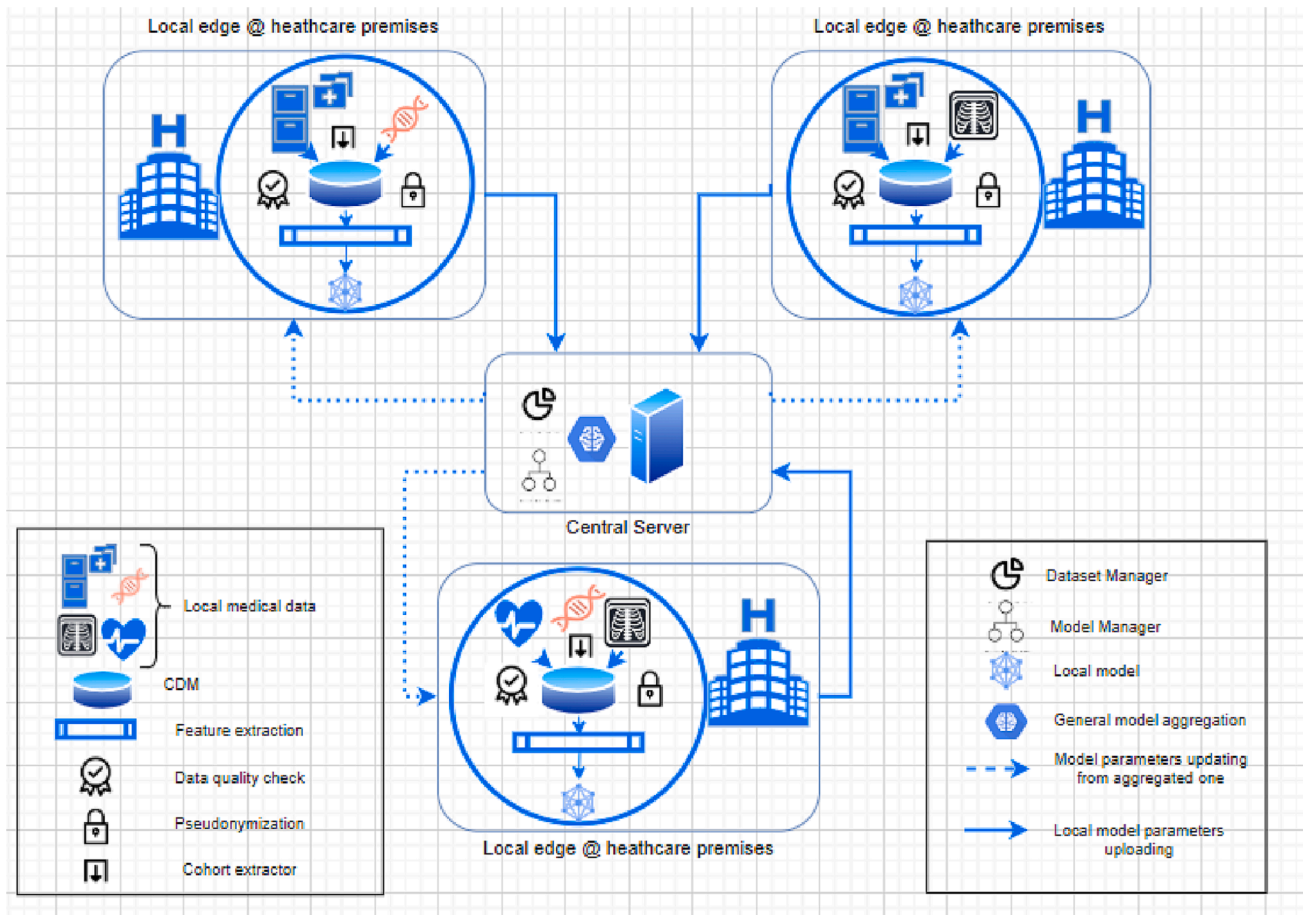 Local edge @ heathcare premises
Local edge @ heathcare premises
H
H
Central Server
H
Local edge @ heathcare premises
Local medical data
CDM
Feature extraction
Data quality check
Pseudonymization
Cohort extractor
Dataset Manager
Model Manager
Local model
General model aggregation
Model parameters updating
from aggregated one
Local model parameters
uploading